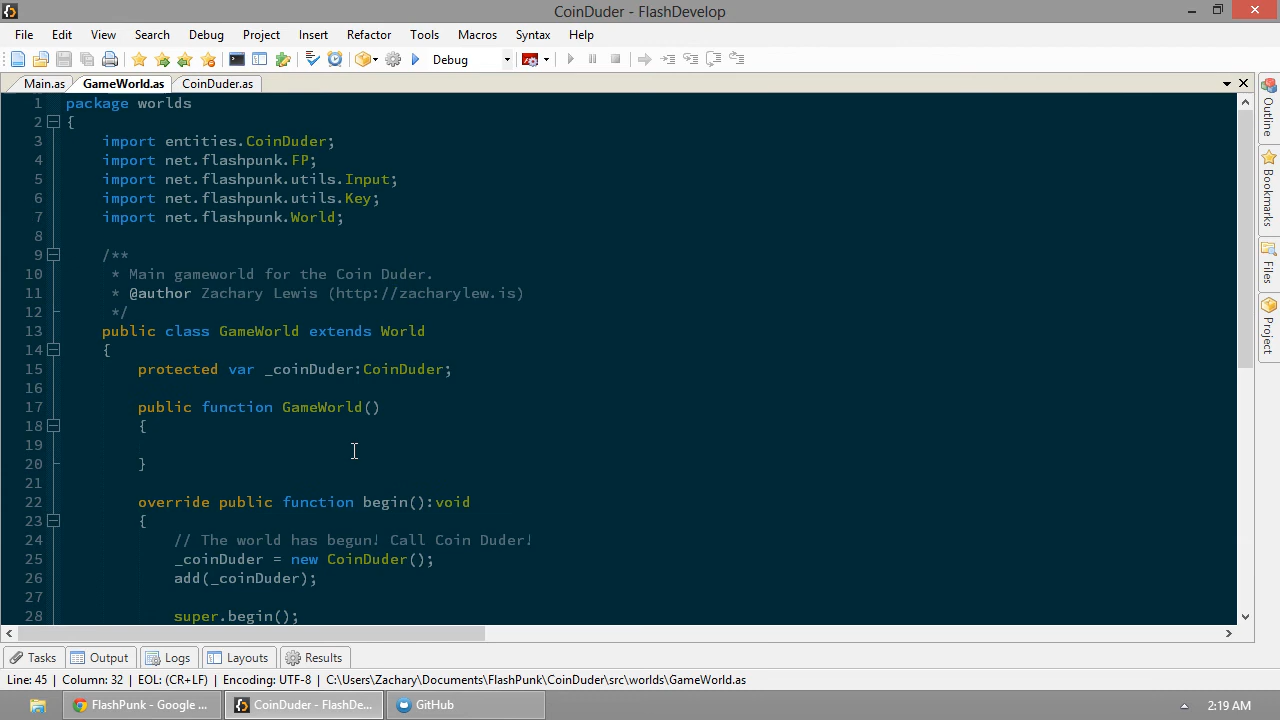 CoinDuder - FlashDevelop
File Edit View Search Debug Project Insert Refactor Tools Macros Syntax Help
Debug
Main.as GameWorld.as CoinDuder.as
1 package worlds
2 {
3 import entities.CoinDuder;
4 import net.flashpunk.FP;
5 import net.flashpunk.utils.Input;
6 import net.flashpunk.utils.Key;
7 import net.flashpunk.World;
8
9 /**
10 * Main gameworld for the Coin Duder.
11 * @author Zachary Lewis (http://zacharylew.is)
12 */
13 public class GameWorld extends World
14 {
15 protected var _coinDuder:CoinDuder;
16
17 public function GameWorld()
18 {
19
20 }
21
22 override public function begin():void
23 {
24 // The world has begun! Call Coin Duder!
25 _coinDuder = new CoinDuder();
26 add(_coinDuder);
27
28 super.begin();
Outline
Bookmarks
Files
Project
Tasks Output Logs Layouts Results
Line: 45 | Column: 32 | EOL: (CR+LF) | Encoding: UTF-8 | C:\Users\Zachary\Documents\FlashPunk\CoinDuder\src\worlds\GameWorld.as
FlashPunk - Google ... CoinDuder - FlashDe... GitHub 2:19 AM